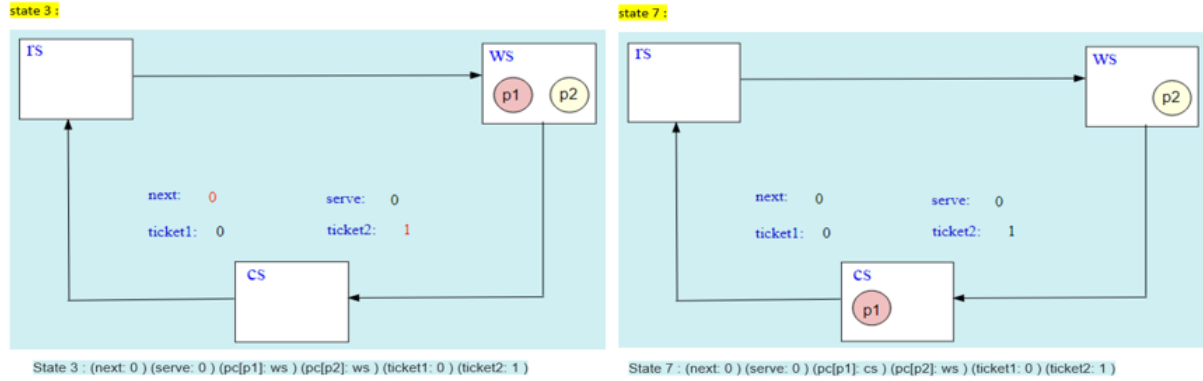 state 3 :
rs
ws
p1 p2
next: 0 serve: 0
ticket1: 0 ticket2: 1
cs
State 3 : (next: 0 ) (serve: 0 ) (pc[p1]: ws ) (pc[p2]: ws ) (ticket1: 0 ) (ticket2: 1 )
state 7 :
rs
ws
p2
next: 0 serve: 0
ticket1: 0 ticket2: 1
cs
p1
State 7 : (next: 0 ) (serve: 0 ) (pc[p1]: cs ) (pc[p2]: ws ) (ticket1: 0 ) (ticket2: 1 )